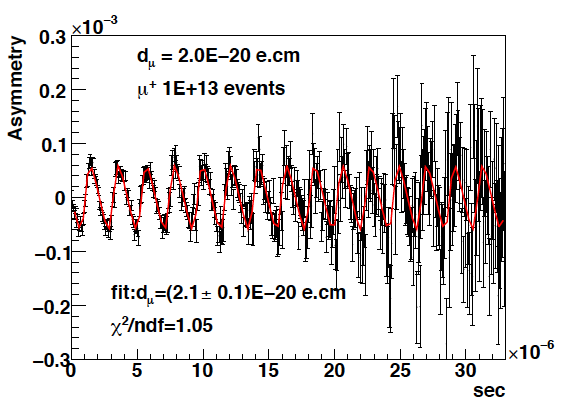 ×10⁻³
Asymmetry
0.3
0.2
0.1
0
−0.1
−0.2
−0.3
dμ = 2.0E−20 e.cm
μ⁺ 1E+13 events
fit:dμ=(2.1± 0.1)E−20 e.cm
χ²/ndf=1.05
0 5 10 15 20 25 30
×10⁻⁶
sec